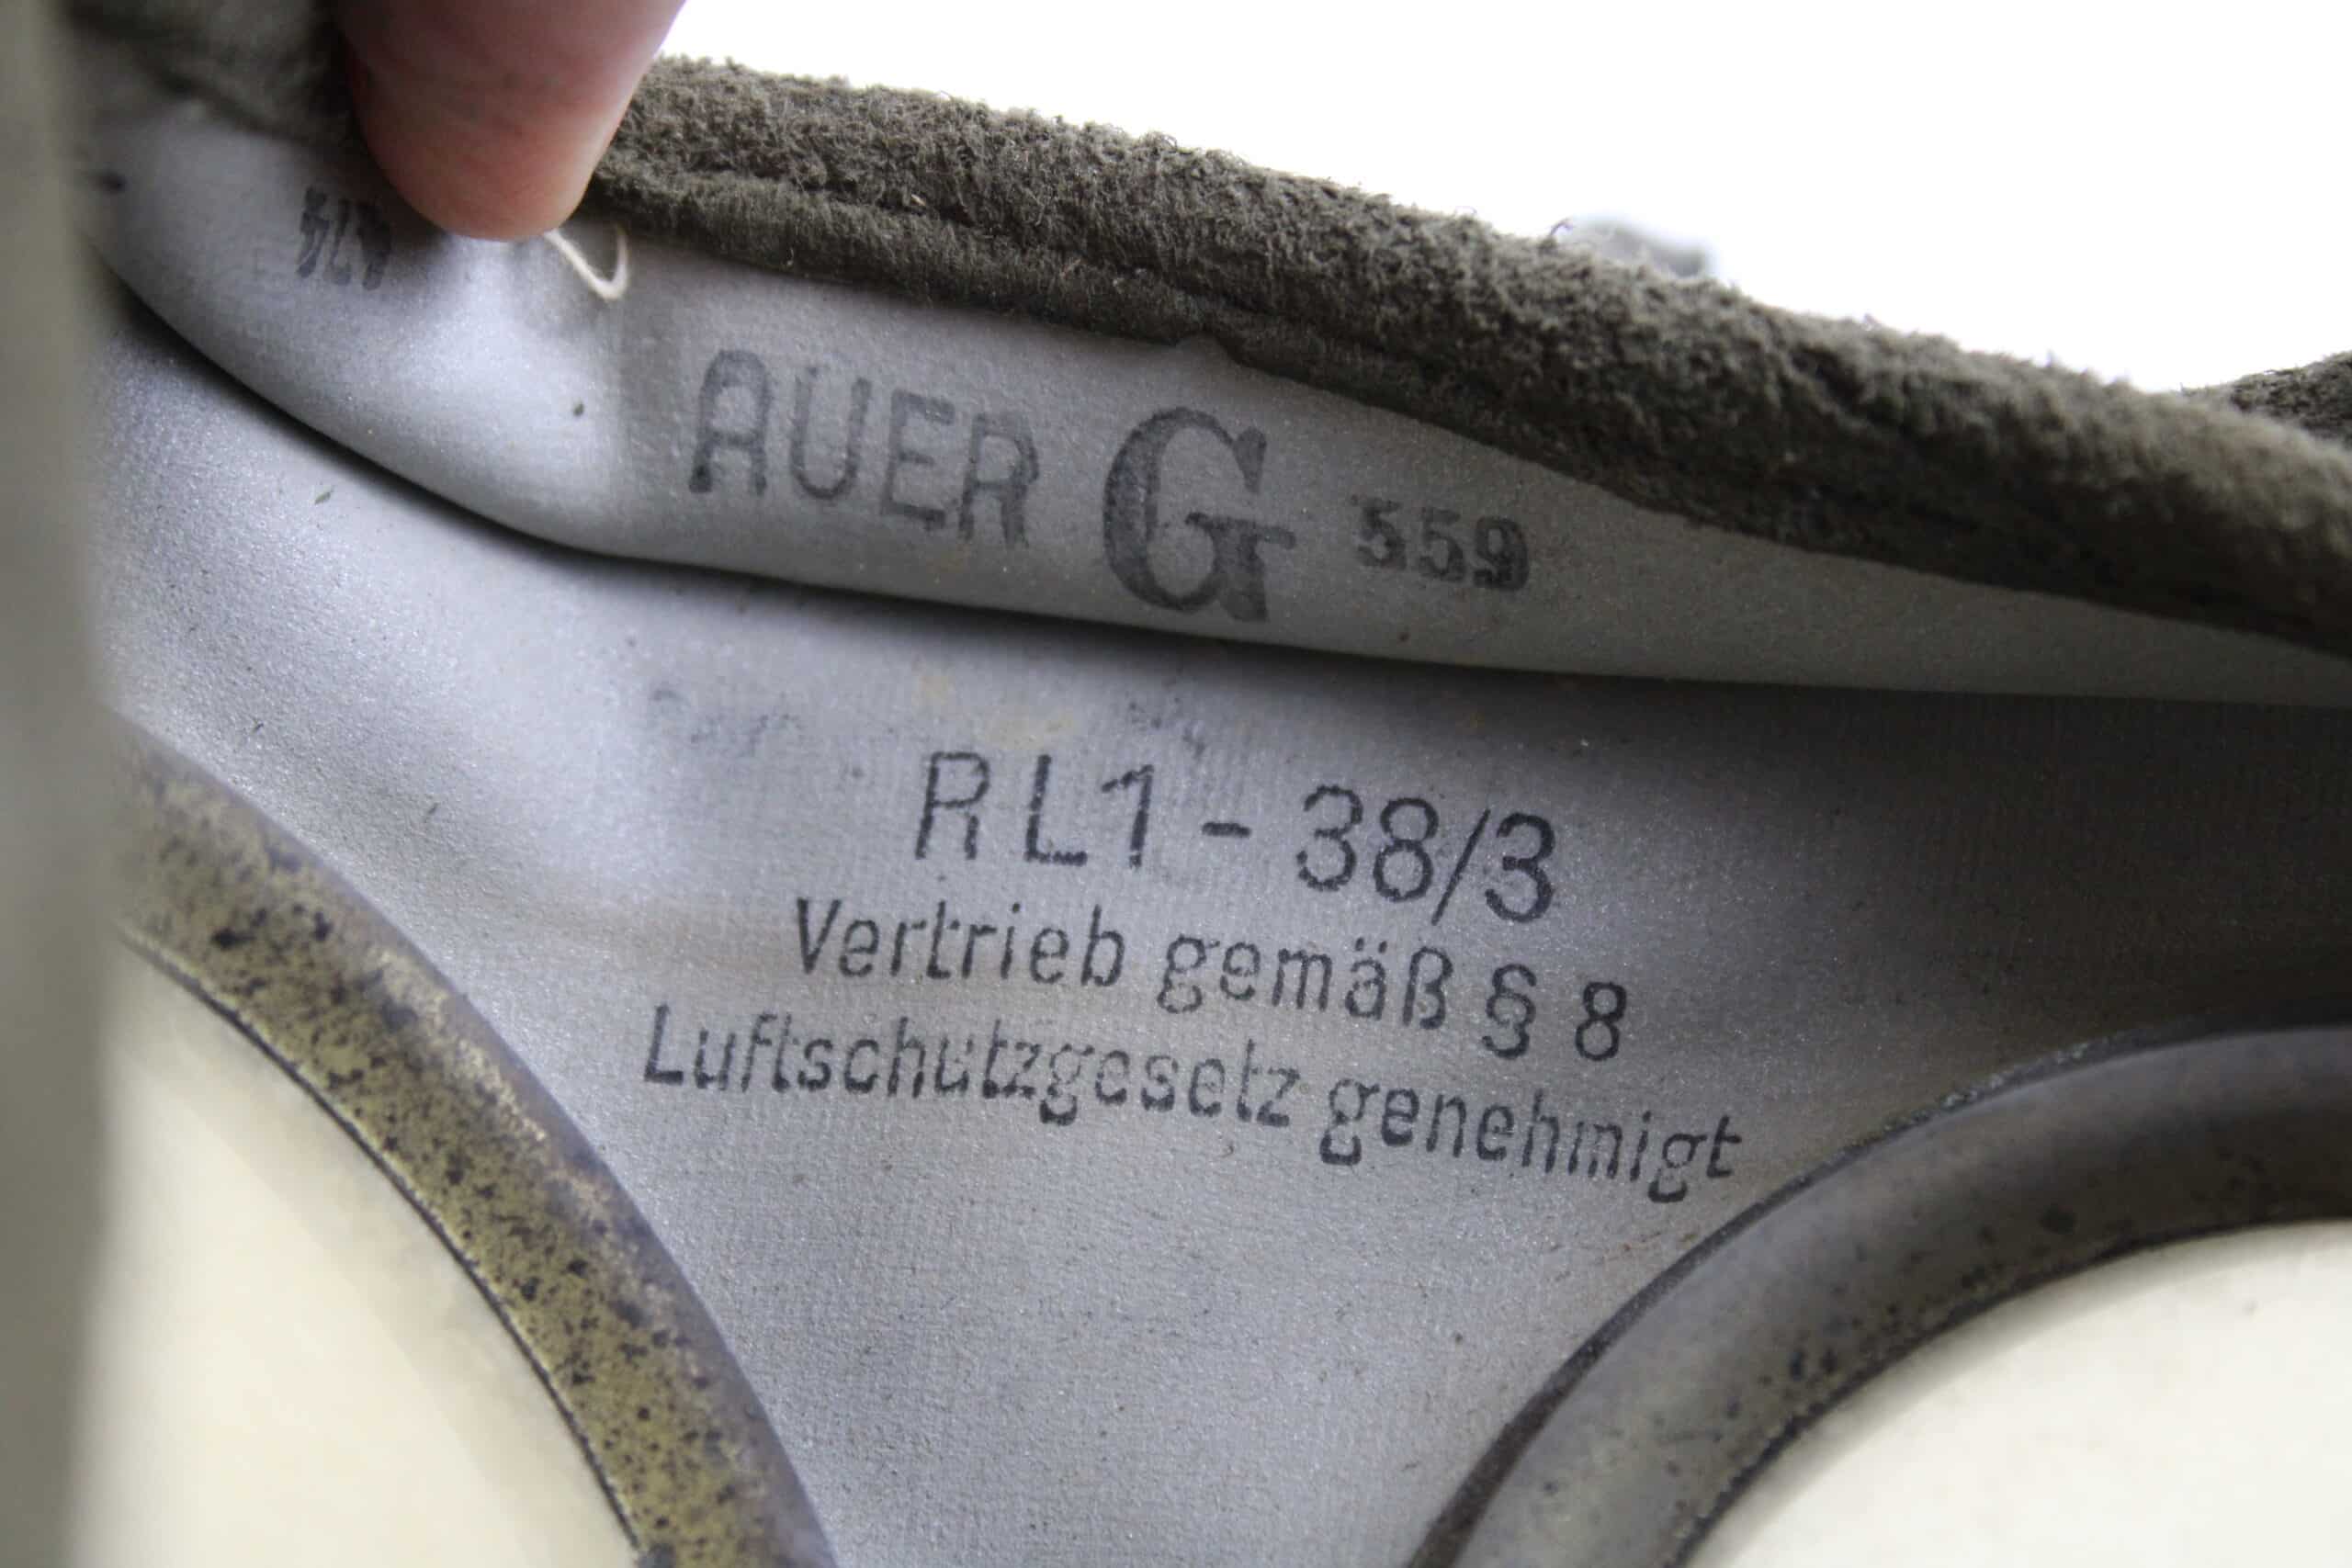 AUER G 559
RL1 - 38/3
Vertrieb gemäß § 8
Luftschutzgesetz genehmigt